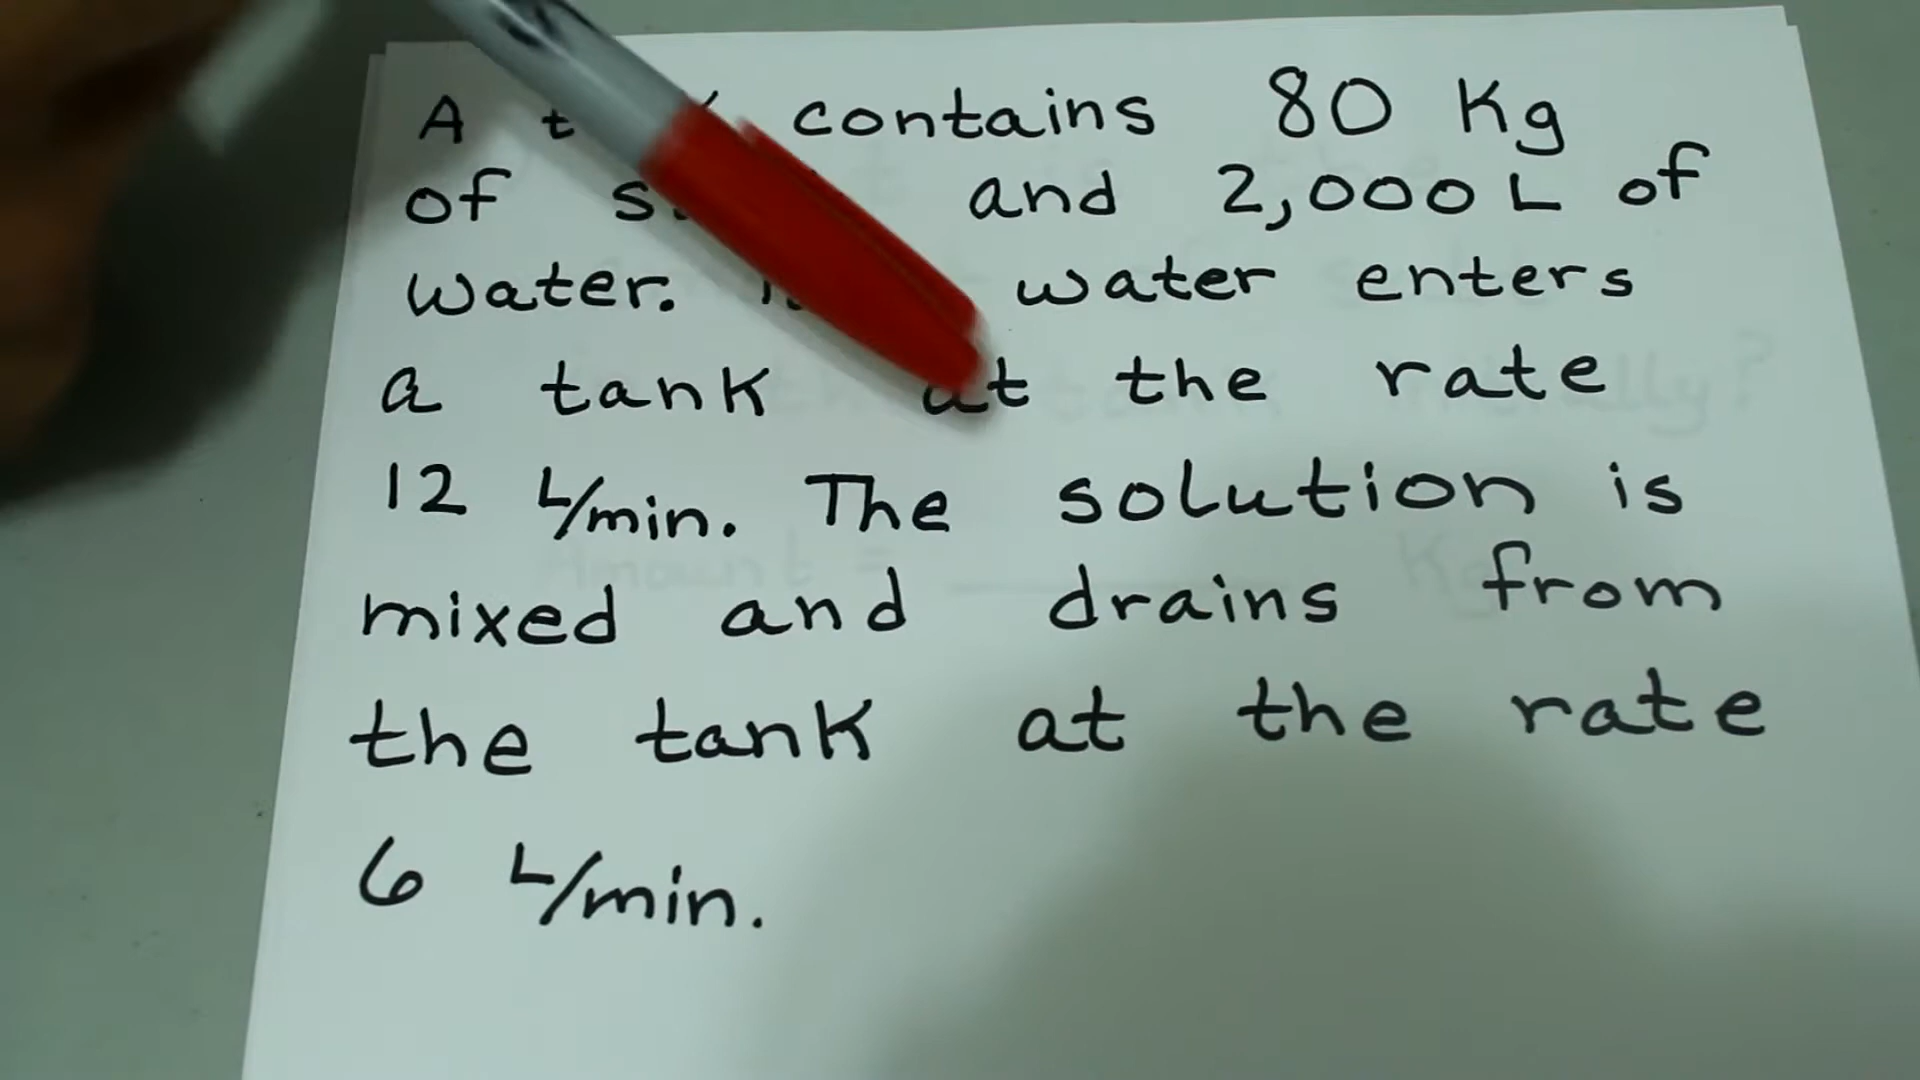 A contains 80 Kg
of and 2,000 L of
water. water enters
a tank at the rate
12 L/min. The solution is
mixed and drains from
the tank at the rate
6 L/min.